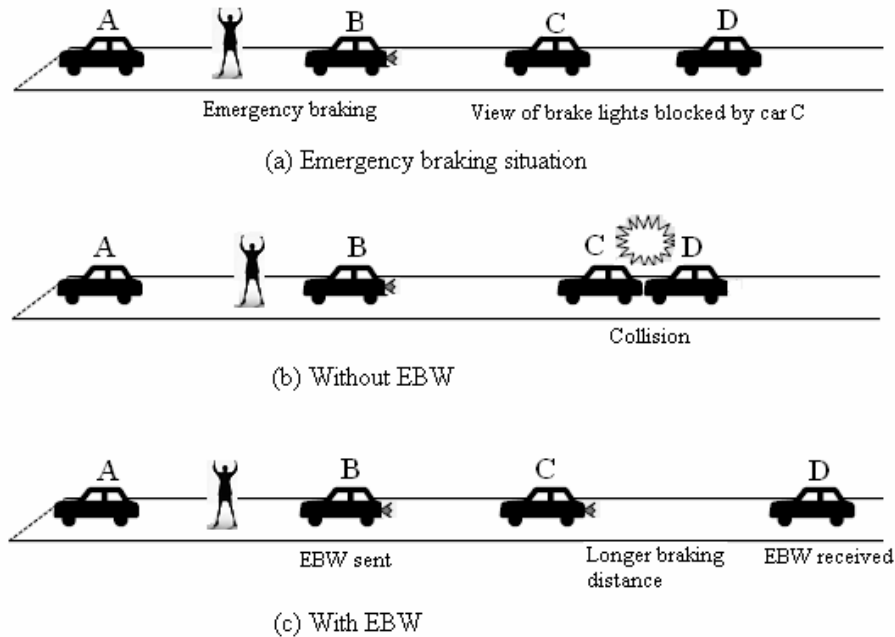 A B C D
Emergency braking View of brake lights blocked by car C
(a) Emergency braking situation
A B C D
Collision
(b) Without EBW
A B C D
EBW sent Longer braking distance EBW received
(c) With EBW